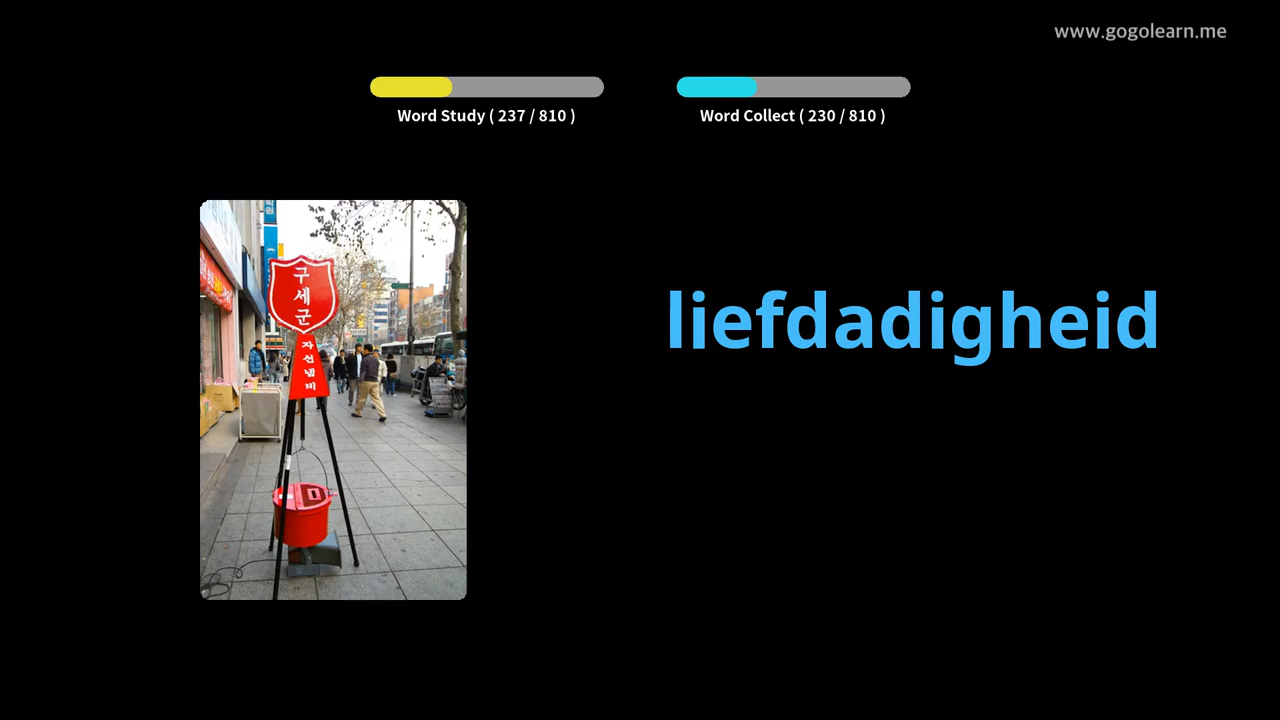 www.gogolearn.me
Word Study ( 237 / 810 )
Word Collect ( 230 / 810 )
liefdadigheid
구
세
군
자
선
냄
비